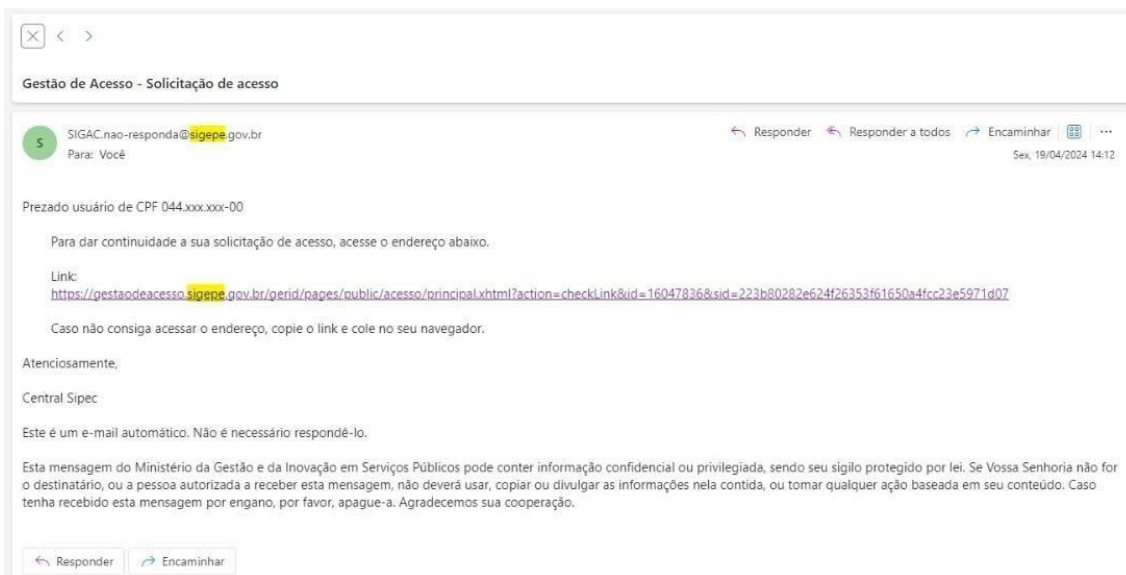 Gestão de Acesso - Solicitação de acesso
S
SIGAC.nao-responda@sigepe.gov.br
Para: Você
Responder Responder a todos Encaminhar ...
Sex, 19/04/2024 14:12
Prezado usuário de CPF 044.xxx.xxx-00
Para dar continuidade a sua solicitação de acesso, acesse o endereço abaixo.
Link:
https://gestaodeacesso.sigepe.gov.br/gerid/pages/public/acesso/principal.xhtml?action=checkLink&id=16047836&sid=223b80282e624f26353f61650a4fcc23e5971d07
Caso não consiga acessar o endereço, copie o link e cole no seu navegador.
Atenciosamente,
Central Sipec
Este é um e-mail automático. Não é necessário respondê-lo.
Esta mensagem do Ministério da Gestão e da Inovação em Serviços Públicos pode conter informação confidencial ou privilegiada, sendo seu sigilo protegido por lei. Se Vossa Senhoria não for
o destinatário, ou a pessoa autorizada a receber esta mensagem, não deverá usar, copiar ou divulgar as informações nela contida, ou tomar qualquer ação baseada em seu conteúdo. Caso
tenha recebido esta mensagem por engano, por favor, apague-a. Agradecemos sua cooperação.
Responder Encaminhar